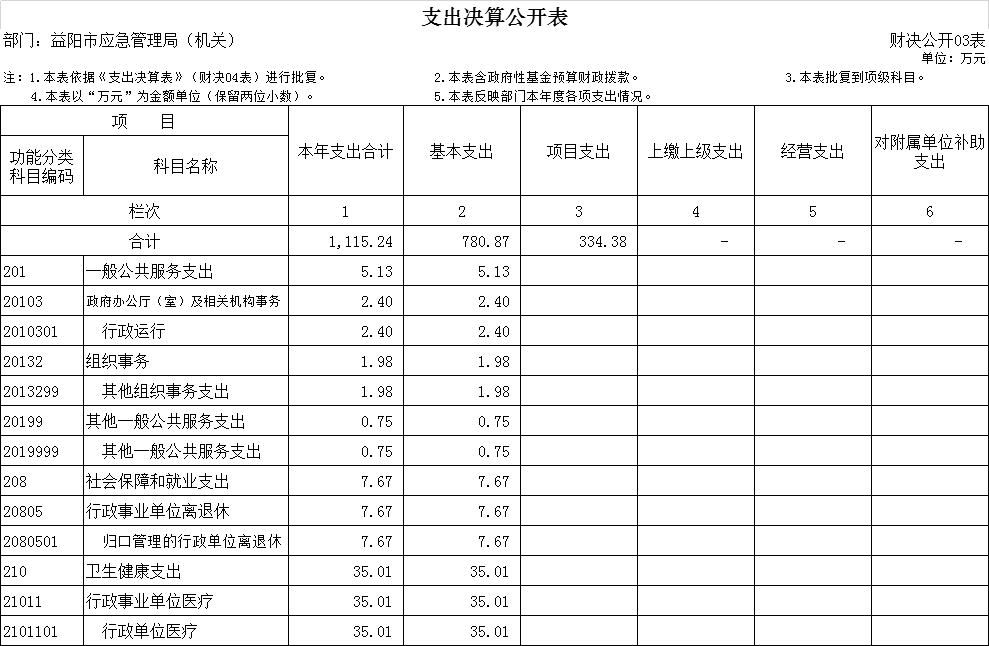 支出决算公开表
部门：益阳市应急管理局（机关） 财决公开03表
单位：万元
注：1.本表依据《支出决算表》（财决04表）进行批复。 2.本表含政府性基金预算财政拨款。 3.本表批复到项级科目。
4.本表以“万元”为金额单位（保留两位小数）。 5.本表反映部门本年度各项支出情况。
项 目 本年支出合计 基本支出 项目支出 上缴上级支出 经营支出 对附属单位补助支出
功能分类科目编码 科目名称
栏次 1 2 3 4 5 6
合计 1,115.24 780.87 334.38 - - -
201 一般公共服务支出 5.13 5.13
20103 政府办公厅（室）及相关机构事务 2.40 2.40
2010301 行政运行 2.40 2.40
20132 组织事务 1.98 1.98
2013299 其他组织事务支出 1.98 1.98
20199 其他一般公共服务支出 0.75 0.75
2019999 其他一般公共服务支出 0.75 0.75
208 社会保障和就业支出 7.67 7.67
20805 行政事业单位离退休 7.67 7.67
2080501 归口管理的行政单位离退休 7.67 7.67
210 卫生健康支出 35.01 35.01
21011 行政事业单位医疗 35.01 35.01
2101101 行政单位医疗 35.01 35.01